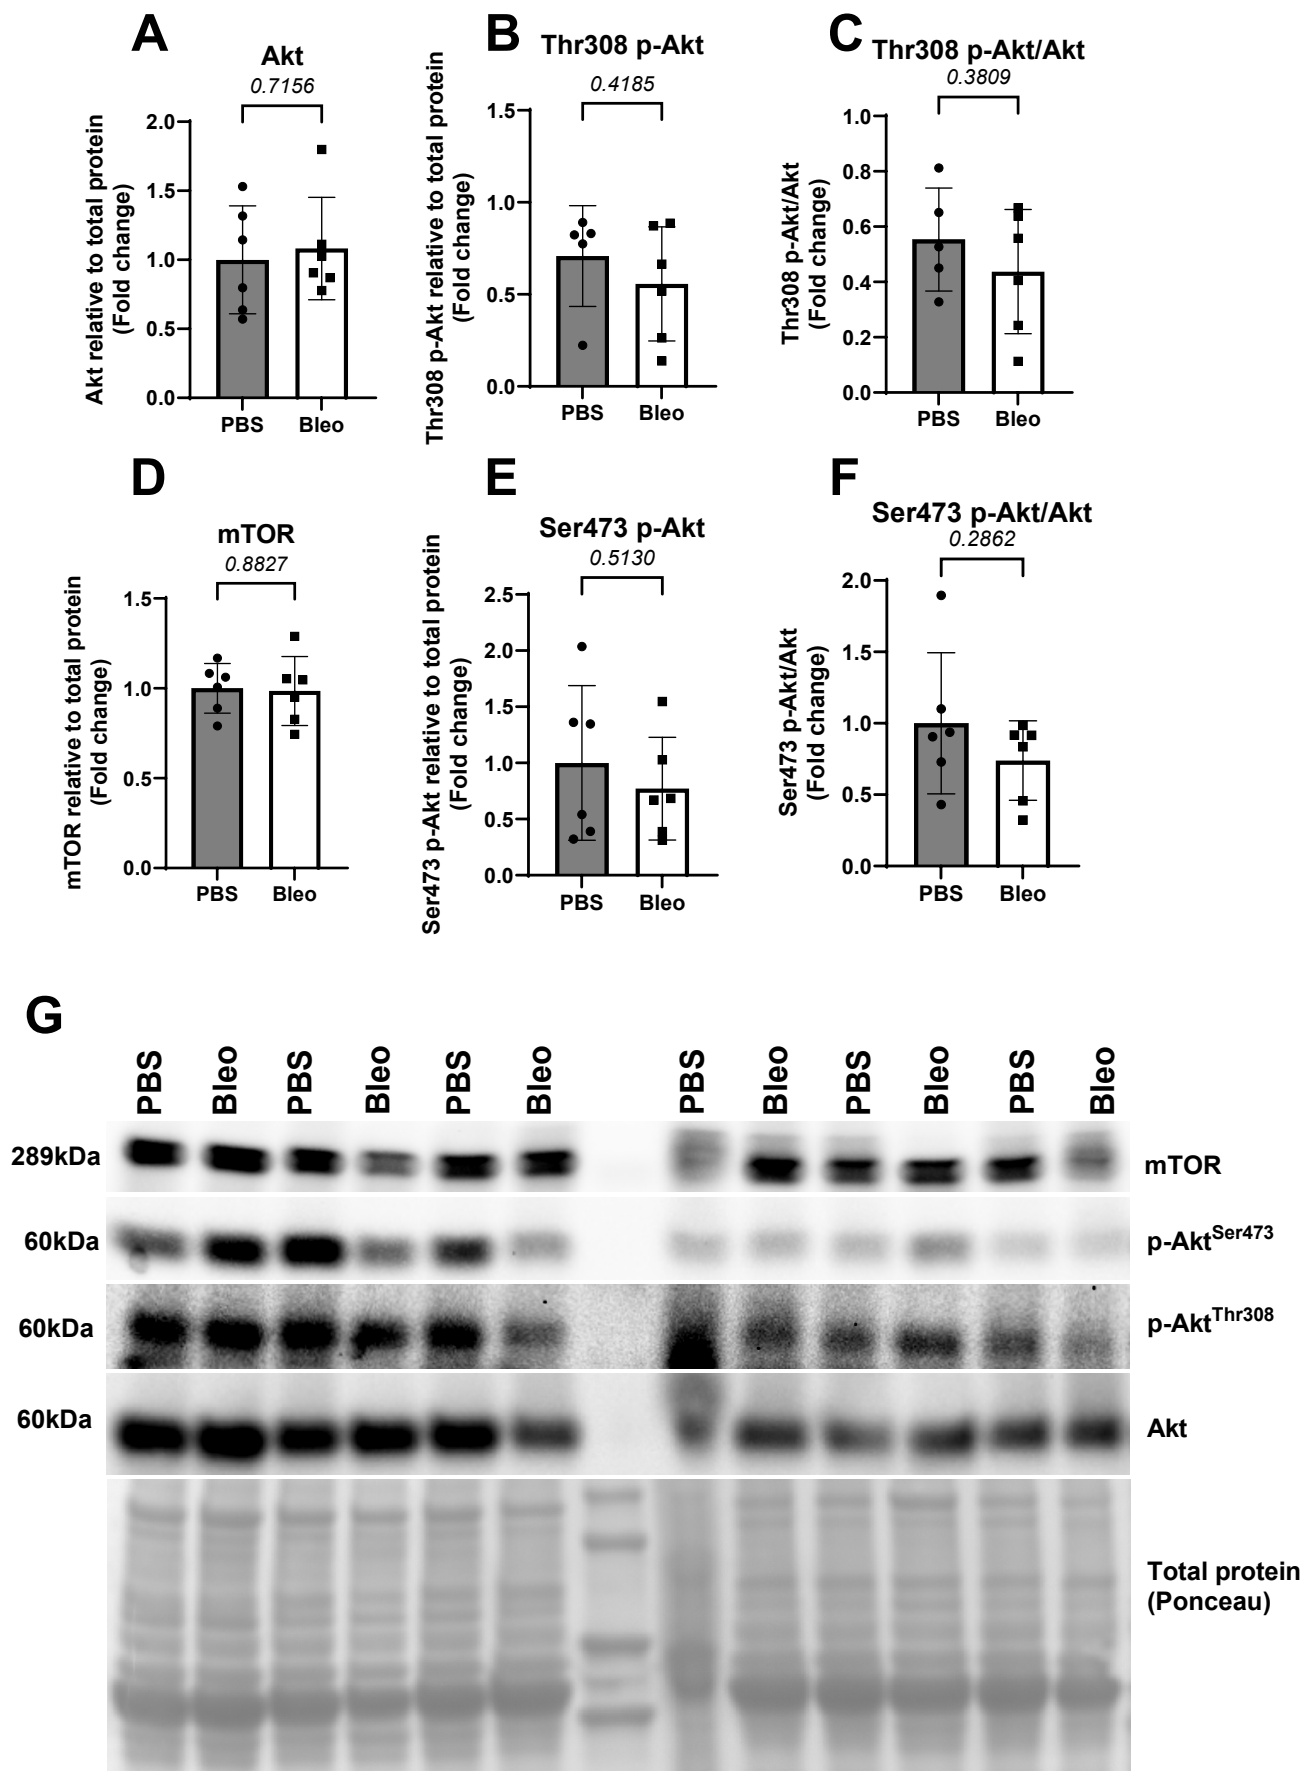 A
Akt
0.7156
Akt relative to total protein
(Fold change)
2.0
1.5
1.0
0.5
0.0
PBS
Bleo
B
Thr308 p-Akt
0.4185
Thr308 p-Akt relative to total protein
(Fold change)
1.5
1.0
0.5
0.0
PBS
Bleo
C
Thr308 p-Akt/Akt
0.3809
Thr308 p-Akt/Akt
(Fold change)
1.0
0.8
0.6
0.4
0.2
0.0
PBS
Bleo
D
mTOR
0.8827
mTOR relative to total protein
(Fold change)
1.5
1.0
0.5
0.0
PBS
Bleo
E
Ser473 p-Akt
0.5130
Ser473 p-Akt relative to total protein
(Fold change)
2.5
2.0
1.5
1.0
0.5
0.0
PBS
Bleo
F
Ser473 p-Akt/Akt
0.2862
Ser473 p-Akt/Akt
(Fold change)
2.0
1.5
1.0
0.5
0.0
PBS
Bleo
G
PBS
Bleo
PBS
Bleo
PBS
Bleo
PBS
Bleo
PBS
Bleo
PBS
Bleo
289kDa
mTOR
60kDa
p-Akt^Ser473
60kDa
p-Akt^Thr308
60kDa
Akt
Total protein
(Ponceau)